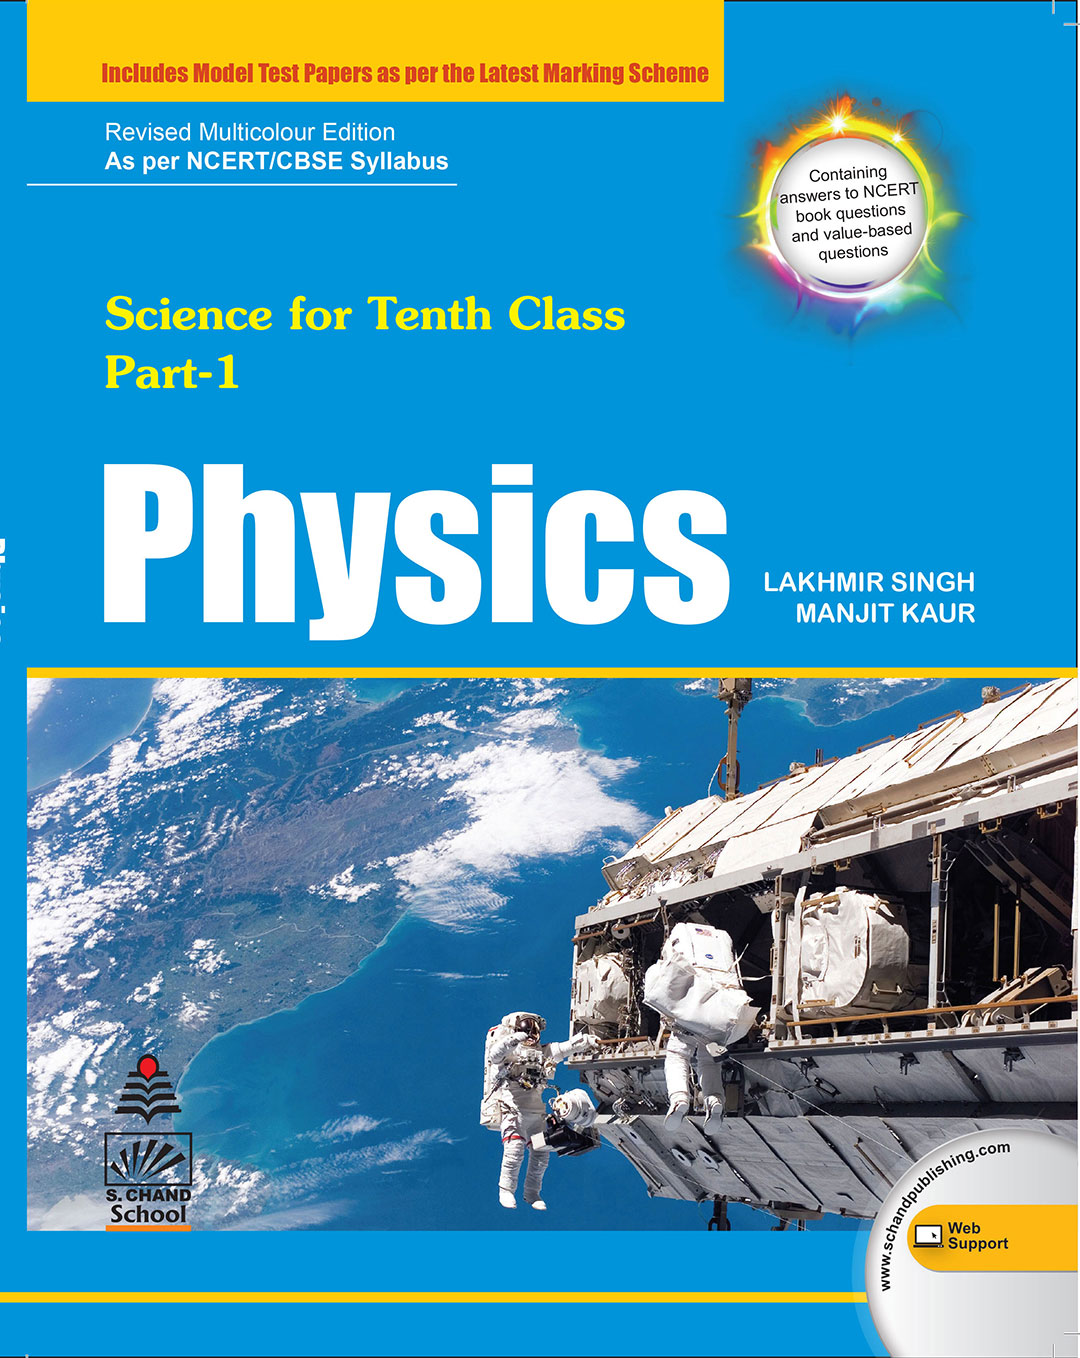 Includes Model Test Papers as per the Latest Marking Scheme
Revised Multicolour Edition
As per NCERT/CBSE Syllabus
Containing
answers to NCERT
book questions
and value-based
questions
Science for Tenth Class
Part-1
Physics
LAKHMIR SINGH
MANJIT KAUR
S. CHAND
School
www.schandpublishing.com
Web
Support